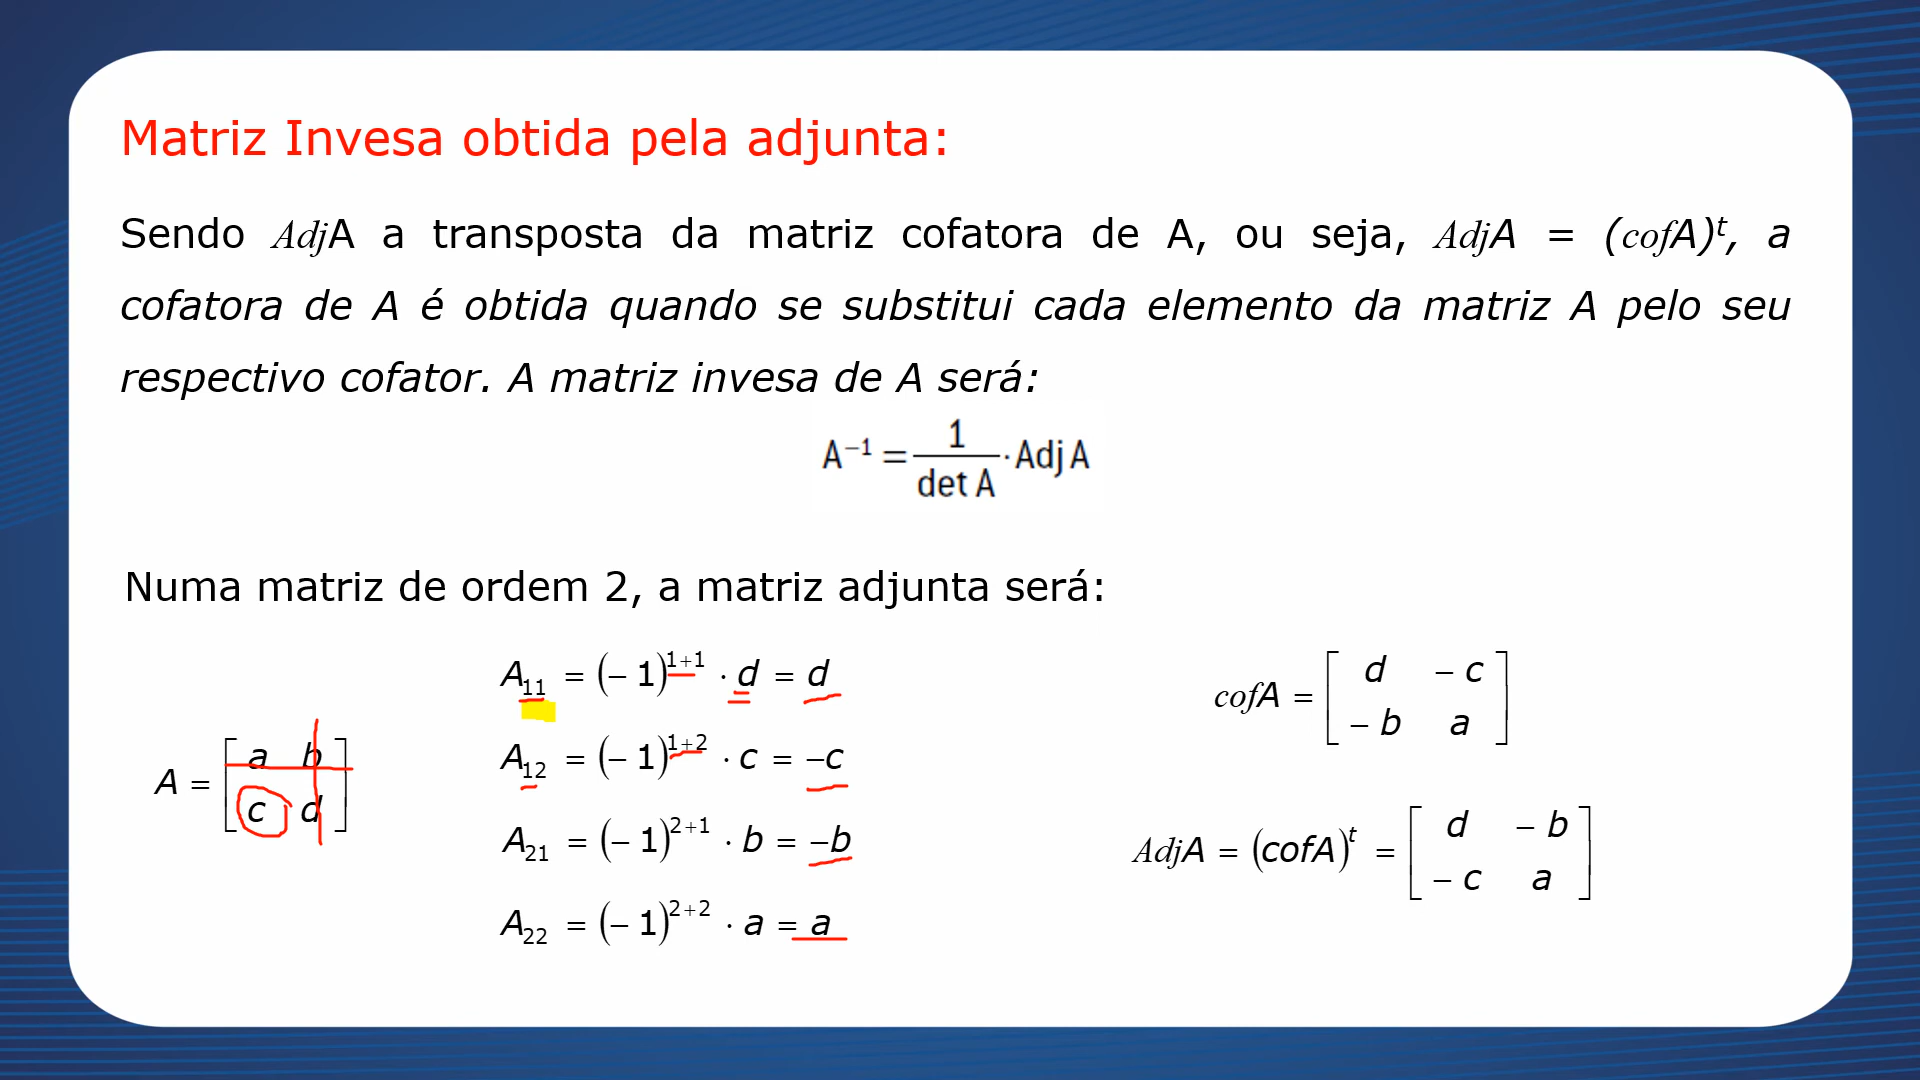 Matriz Invesa obtida pela adjunta:
Sendo AdjA a transposta da matriz cofatora de A, ou seja, AdjA = (cofA)ᵗ, a
cofatora de A é obtida quando se substitui cada elemento da matriz A pelo seu
respectivo cofator. A matriz invesa de A será:
A⁻¹ = 1/det A · Adj A
Numa matriz de ordem 2, a matriz adjunta será:
A = [a b; c d]
A₁₁ = (− 1)¹⁺¹ · d = d
A₁₂ = (− 1)¹⁺² · c = −c
A₂₁ = (− 1)²⁺¹ · b = −b
A₂₂ = (− 1)²⁺² · a = a
cofA = [d − c; − b a]
AdjA = (cofA)ᵗ = [d − b; − c a]